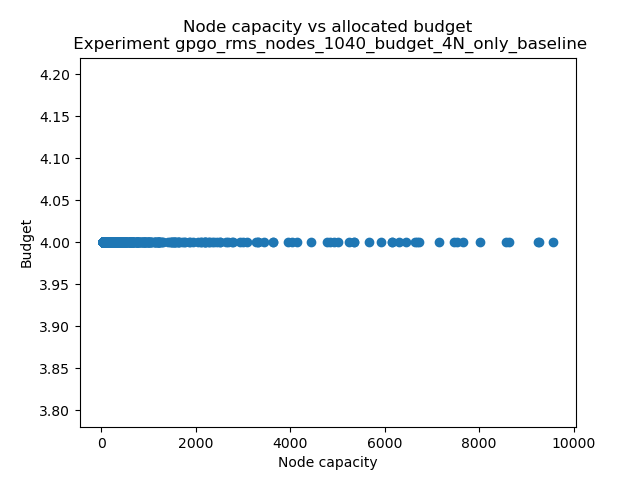 Node capacity vs allocated budget
Experiment gpgo_rms_nodes_1040_budget_4N_only_baseline
4.20
4.15
4.10
4.05
4.00
3.95
3.90
3.85
3.80
Budget
0 2000 4000 6000 8000 10000
Node capacity